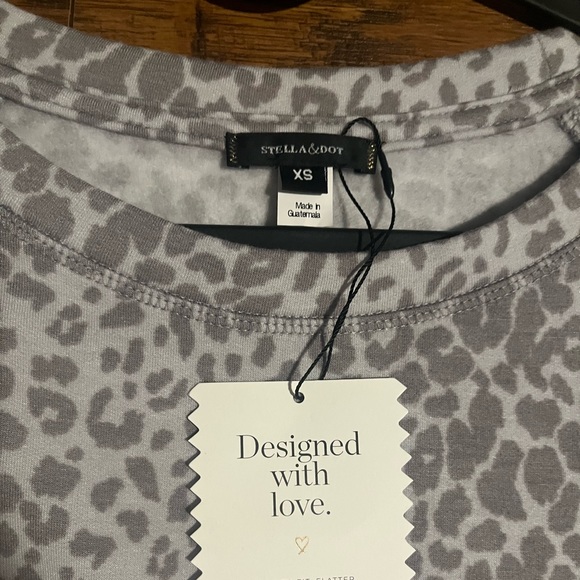 STELLA&DOT
XS
Made in
Guatemala
Designed
with
love.